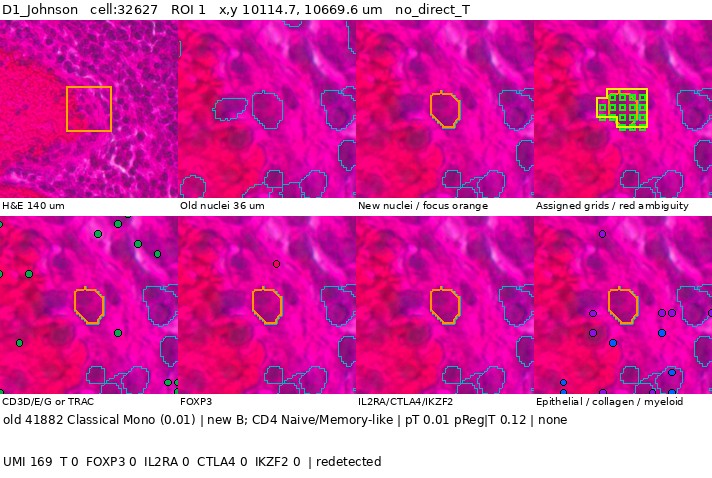 D1_Johnson cell:32627 ROI 1 x,y 10114.7, 10669.6 um no_direct_T
H&E 140 um
Old nuclei 36 um
New nuclei / focus orange
Assigned grids / red ambiguity
CD3D/E/G or TRAC
FOXP3
IL2RA/CTLA4/IKZF2
Epithelial / collagen / myeloid
old 41882 Classical Mono (0.01) | new B; CD4 Naive/Memory-like | pT 0.01 pReg|T 0.12 | none
UMI 169 T 0 FOXP3 0 IL2RA 0 CTLA4 0 IKZF2 0 | redetected